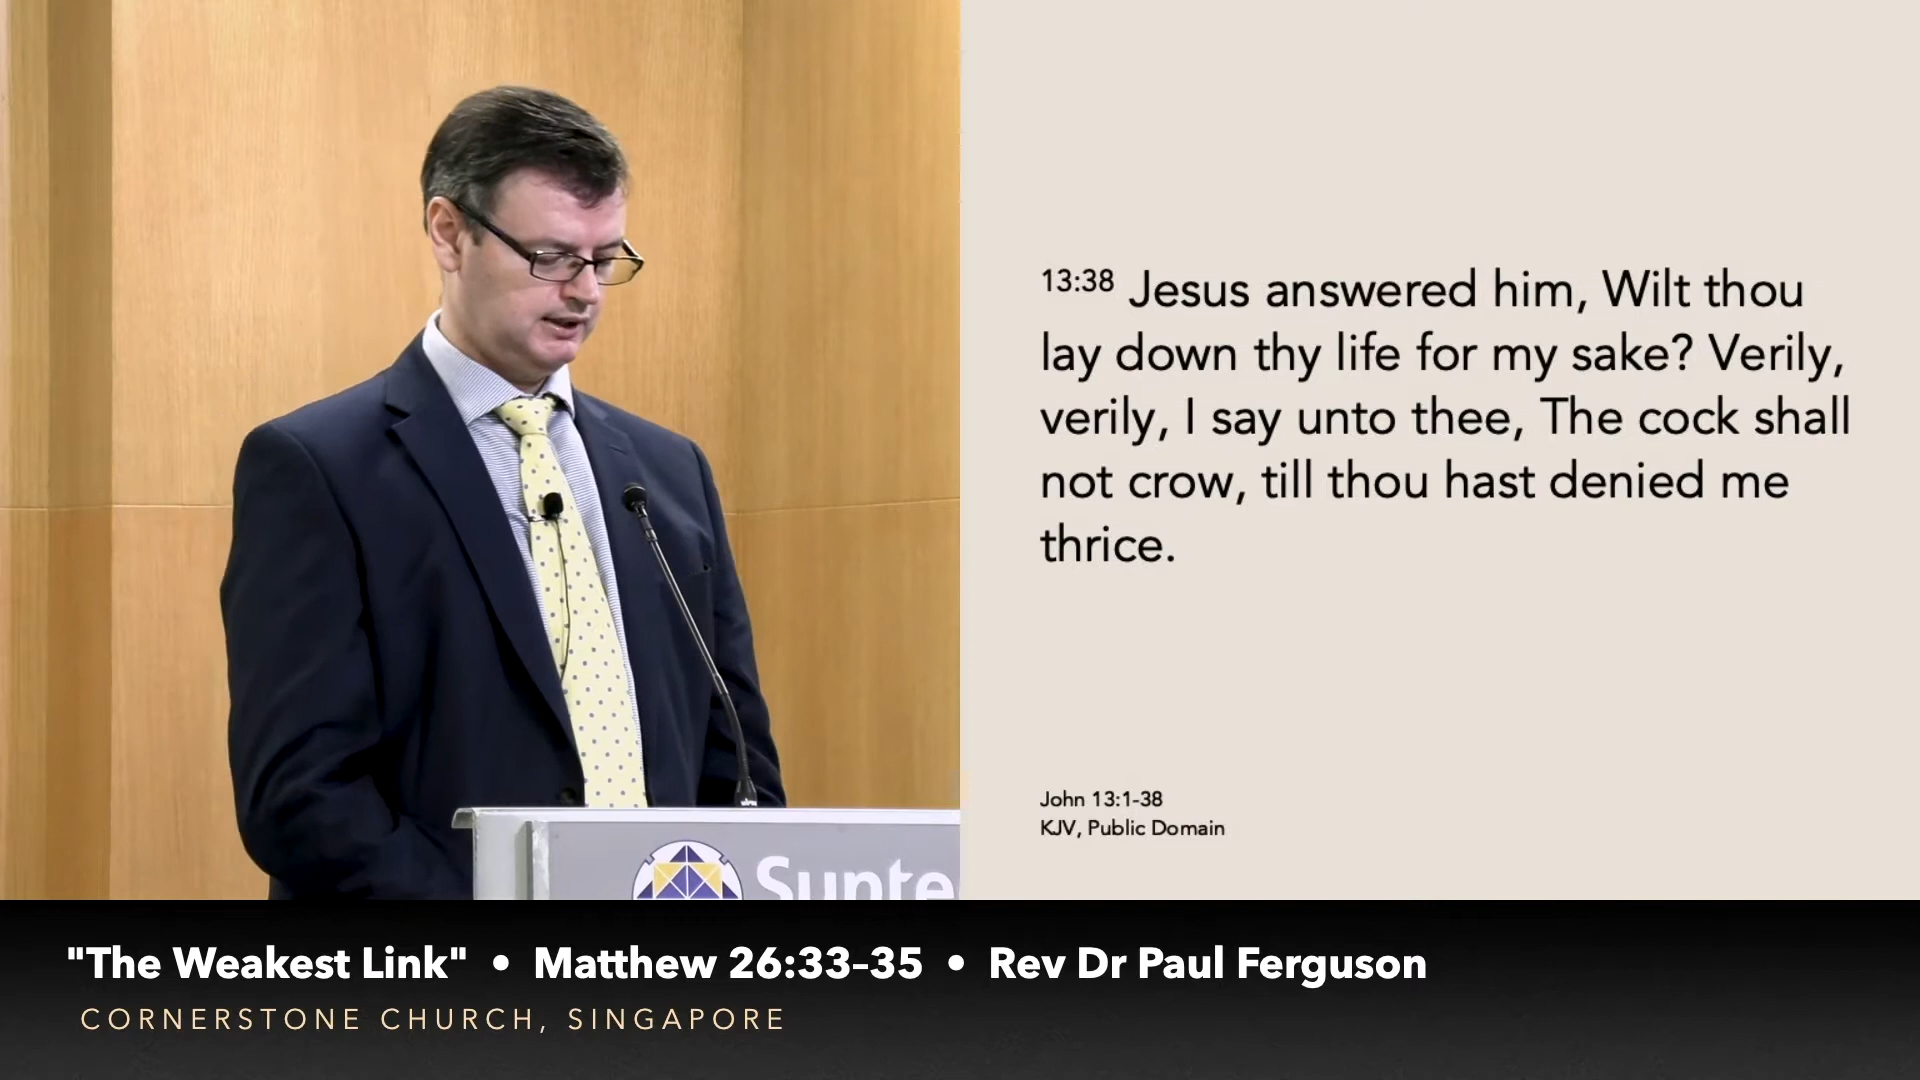 13:38 Jesus answered him, Wilt thou
lay down thy life for my sake? Verily,
verily, I say unto thee, The cock shall
not crow, till thou hast denied me
thrice.
John 13:1-38
KJV, Public Domain
Sunte
"The Weakest Link" • Matthew 26:33–35 • Rev Dr Paul Ferguson
CORNERSTONE CHURCH, SINGAPORE